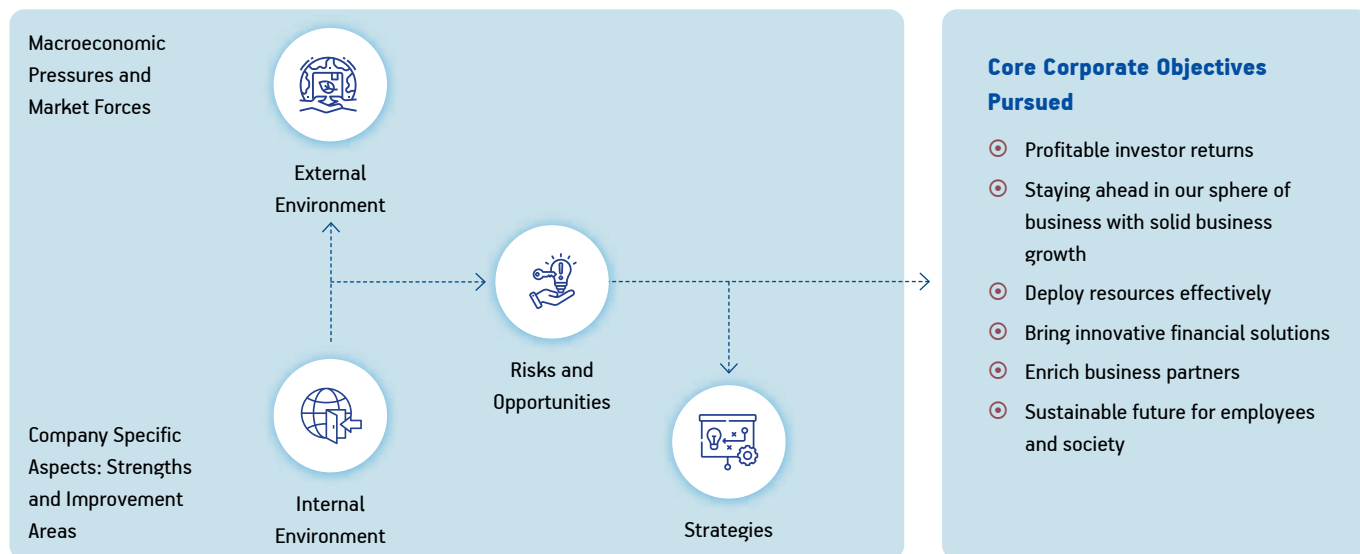 Macroeconomic
Pressures and
Market Forces
External
Environment
Risks and
Opportunities
Company Specific
Aspects: Strengths
and Improvement
Areas
Internal
Environment
Strategies
Core Corporate Objectives
Pursued
Profitable investor returns
Staying ahead in our sphere of
business with solid business
growth
Deploy resources effectively
Bring innovative financial solutions
Enrich business partners
Sustainable future for employees
and society